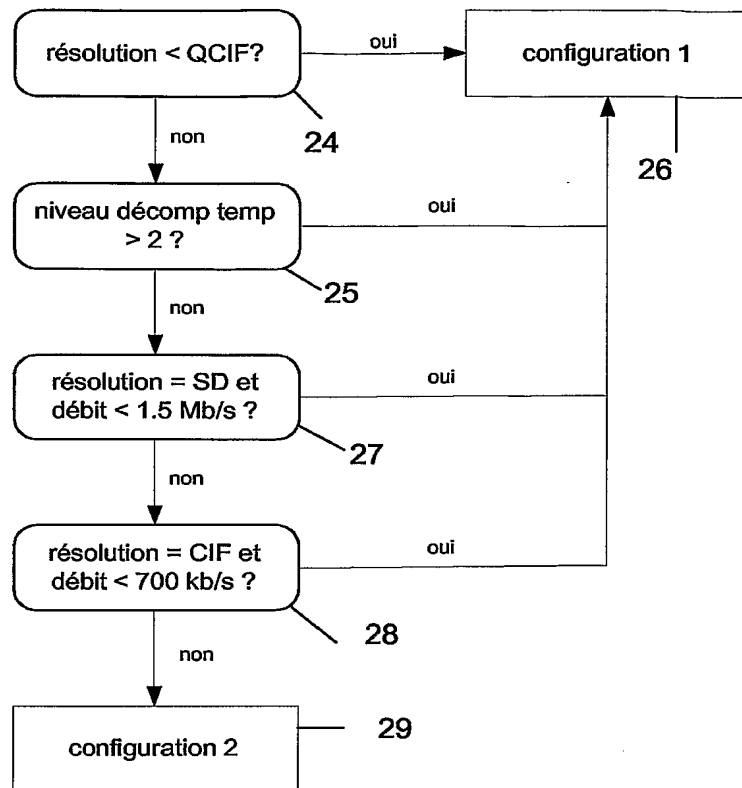 résolution < QCIF?
oui
configuration 1
24
non
26
niveau décomp temp
> 2 ?
oui
25
non
résolution = SD et
débit < 1.5 Mb/s ?
oui
27
non
résolution = CIF et
débit < 700 kb/s ?
oui
28
non
configuration 2
29